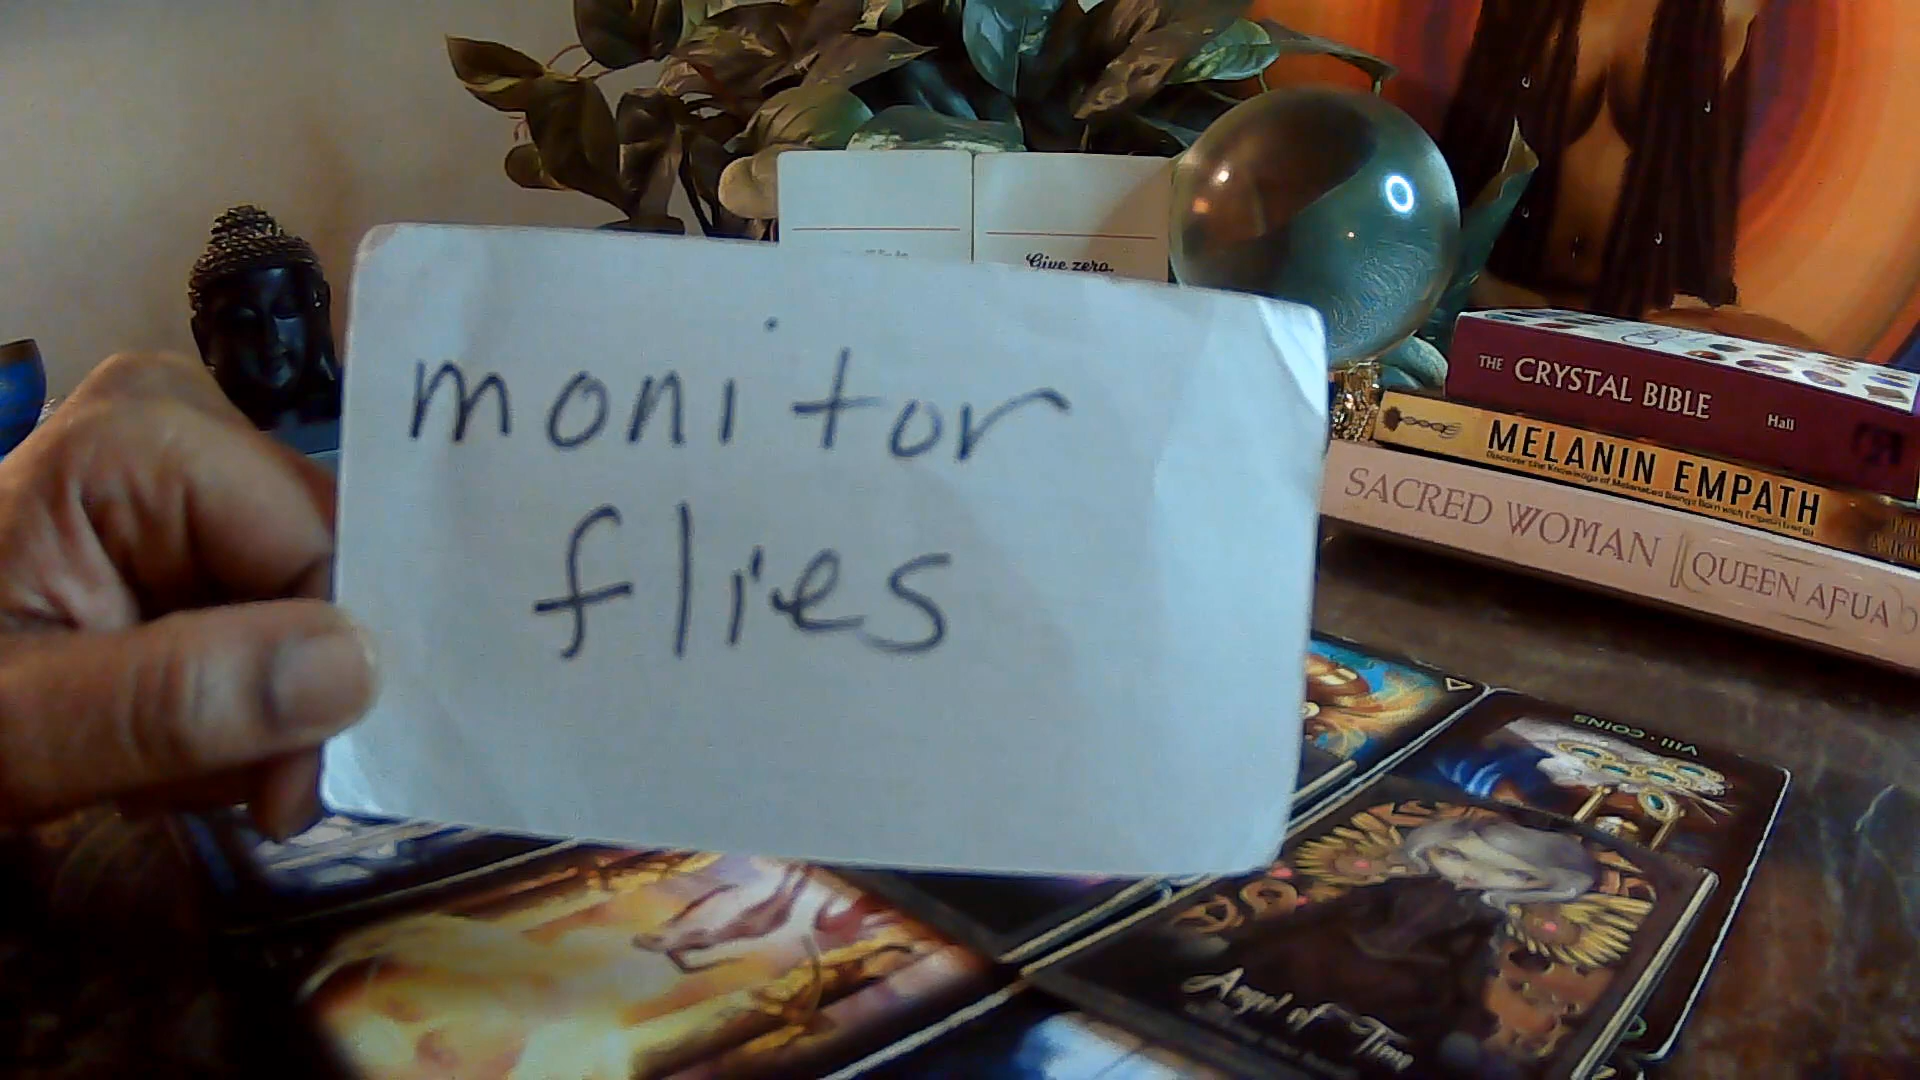 Give zero.
monitor
flies
THE CRYSTAL BIBLE Hall
MELANIN EMPATH
SACRED WOMAN QUEEN AFUA
VIII · COINS
Angel of Time